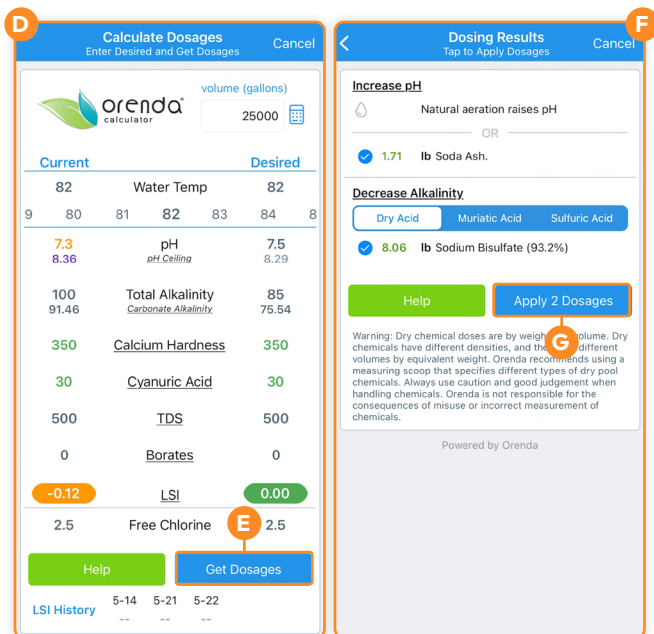 D
Calculate Dosages
Enter Desired and Get Dosages
Cancel
orenda
calculator
volume (gallons)
25000
Current Desired
82 Water Temp 82
9 80 81 82 83 84 8
7.3 pH 7.5
8.36 pH Ceiling 8.29
100 Total Alkalinity 85
91.46 Carbonate Alkalinity 75.54
350 Calcium Hardness 350
30 Cyanuric Acid 30
500 TDS 500
0 Borates 0
-0.12 LSI 0.00
2.5 Free Chlorine 2.5
E
Help Get Dosages
LSI History 5-14 5-21 5-22
-- -- --
F
Dosing Results
Tap to Apply Dosages
Cancel
Increase pH
Natural aeration raises pH
OR
1.71 lb Soda Ash.
Decrease Alkalinity
Dry Acid Muriatic Acid Sulfuric Acid
8.06 lb Sodium Bisulfate (93.2%)
Help Apply 2 Dosages
G
Warning: Dry chemical doses are by weigh olume. Dry
chemicals have different densities, and the different
volumes by equivalent weight. Orenda recommends using a
measuring scoop that specifies different types of dry pool
chemicals. Always use caution and good judgement when
handling chemicals. Orenda is not responsible for the
consequences of misuse or incorrect measurement of
chemicals.
Powered by Orenda